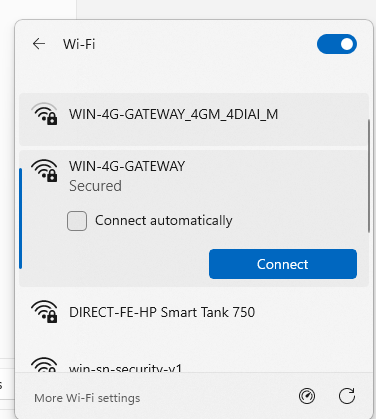 Wi-Fi
WIN-4G-GATEWAY_4GM_4DIAI_M
WIN-4G-GATEWAY
Secured
Connect automatically
Connect
DIRECT-FE-HP Smart Tank 750
win-sn-security-v1
s
More Wi-Fi settings